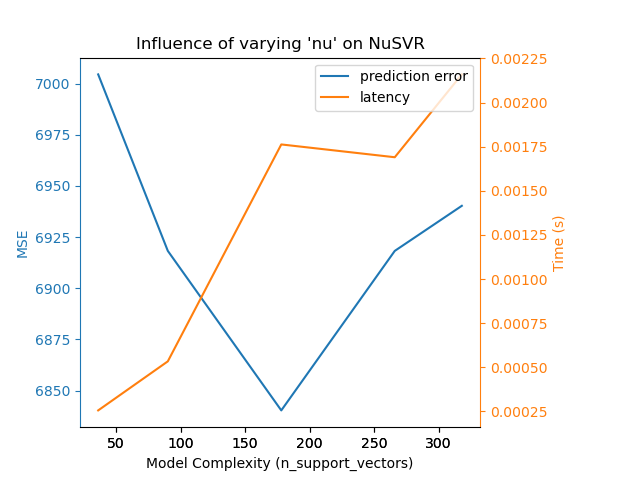 Influence of varying 'nu' on NuSVR
prediction error
latency
7000
6975
6950
6925
6900
6875
6850
MSE
0.00225
0.00200
0.00175
0.00150
0.00125
0.00100
0.00075
0.00050
0.00025
Time (s)
50 100 150 200 250 300
Model Complexity (n_support_vectors)